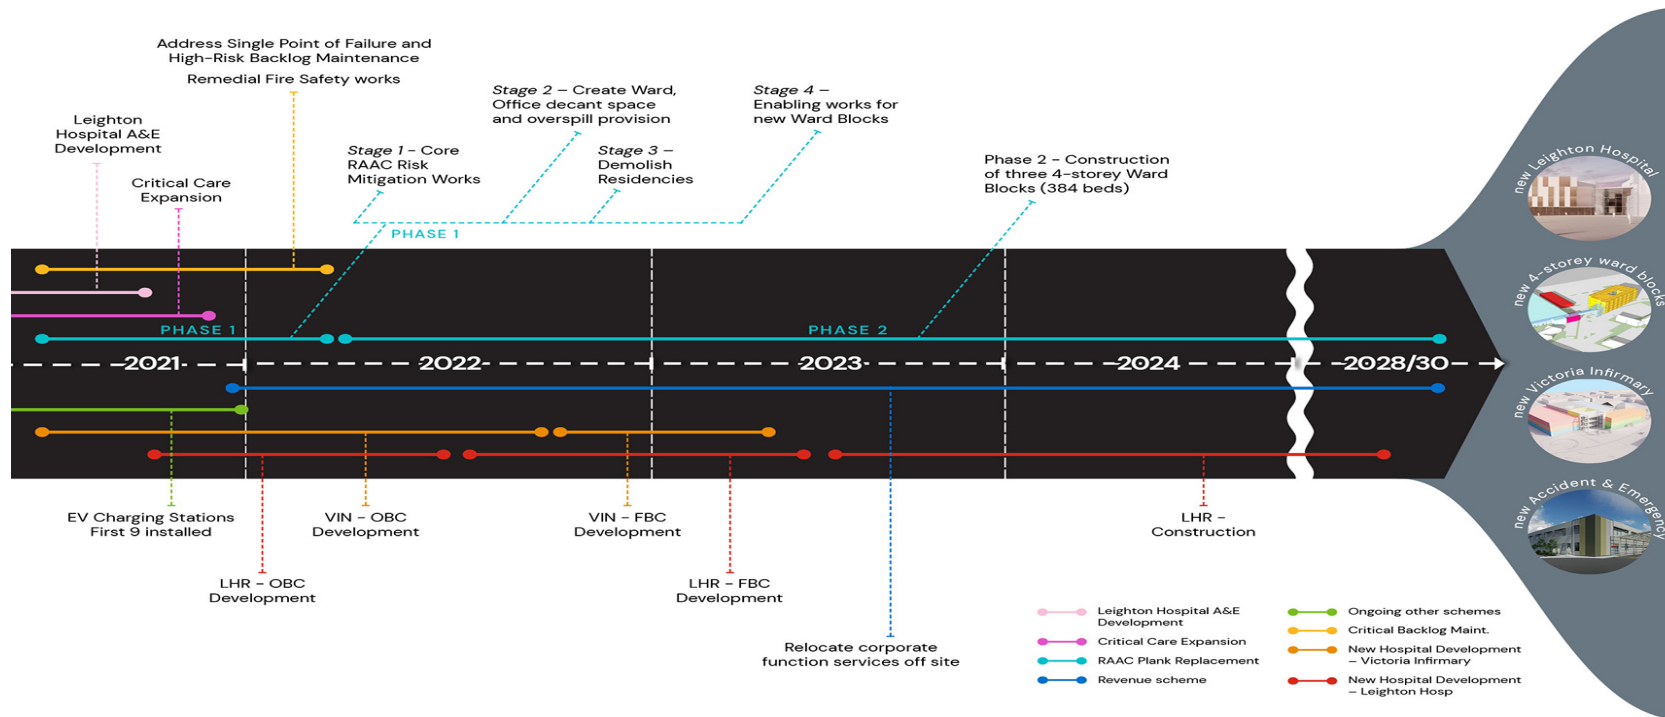 Address Single Point of Failure and
High-Risk Backlog Maintenance
Remedial Fire Safety works
Leighton
Hospital A&E
Development
Critical Care
Expansion
Stage 1 - Core
RAAC Risk
Mitigation Works
Stage 2 – Create Ward,
Office decant space
and overspill provision
Stage 3 –
Demolish
Residencies
Stage 4 –
Enabling works for
new Ward Blocks
Phase 2 - Construction
of three 4-storey Ward
Blocks (384 beds)
PHASE 1
PHASE 1
PHASE 2
2021
2022
2023
2024
2028/30
EV Charging Stations
First 9 installed
LHR - OBC
Development
VIN - OBC
Development
VIN - FBC
Development
LHR - FBC
Development
Relocate corporate
function services off site
LHR -
Construction
new Leighton Hospital
new 4-storey ward blocks
new Victoria Infirmary
new Accident & Emergency
Leighton Hospital A&E
Development
Critical Care Expansion
RAAC Plank Replacement
Revenue scheme
Ongoing other schemes
Critical Backlog Maint.
New Hospital Development
– Victoria Infirmary
New Hospital Development
– Leighton Hosp